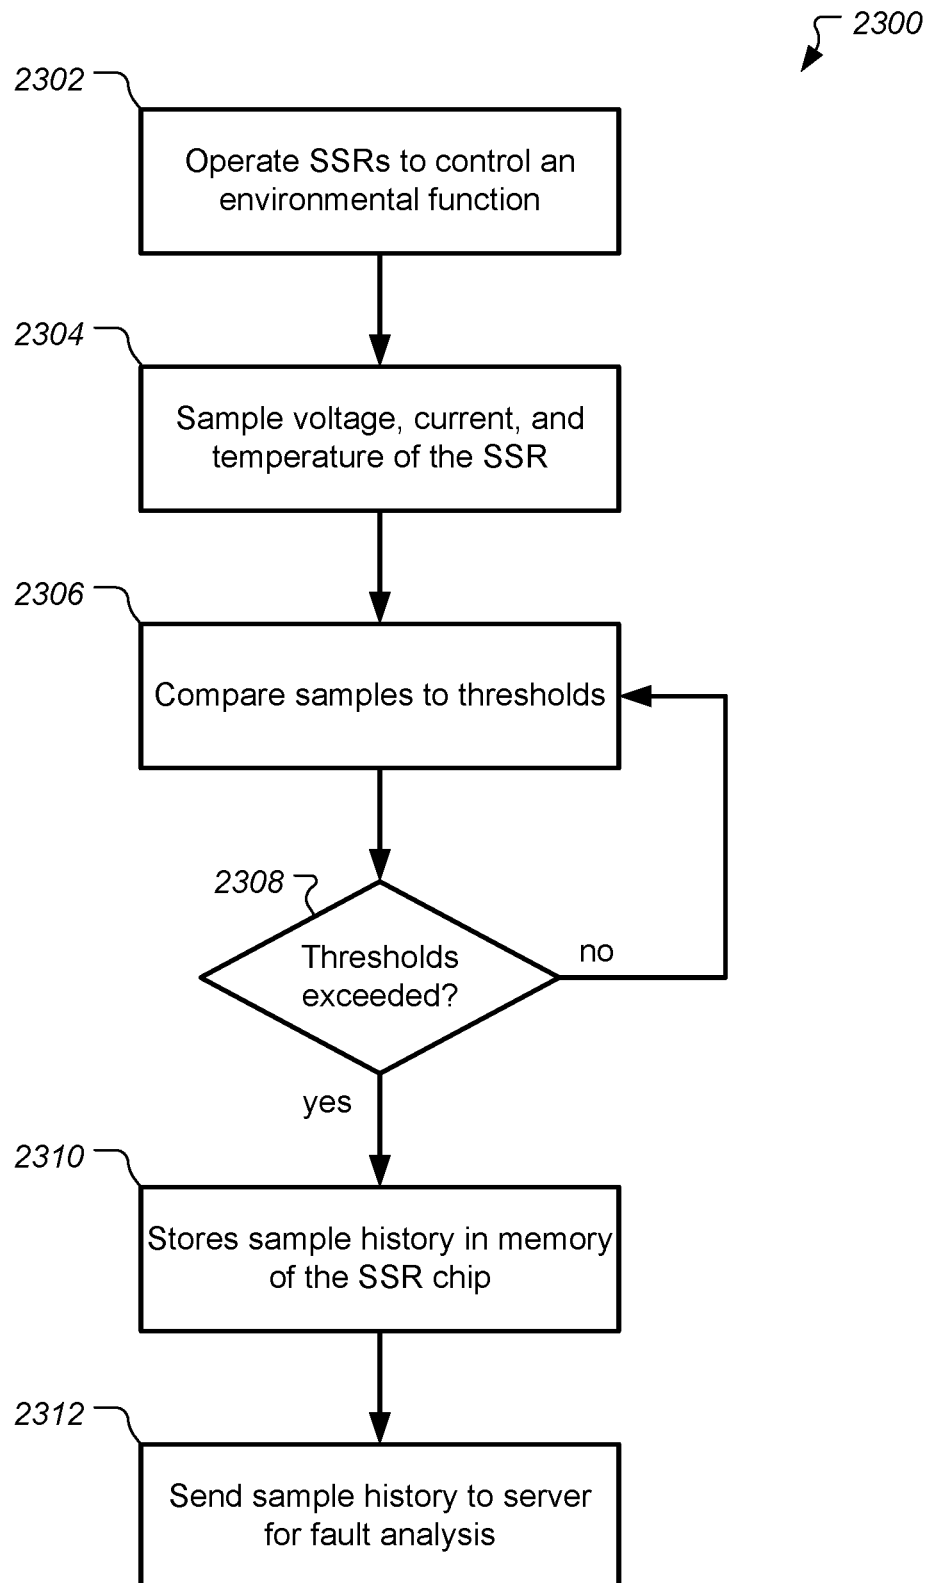 2300
2302
Operate SSRs to control an
environmental function
2304
Sample voltage, current, and
temperature of the SSR
2306
Compare samples to thresholds
2308
Thresholds
exceeded?
no
yes
2310
Stores sample history in memory
of the SSR chip
2312
Send sample history to server
for fault analysis